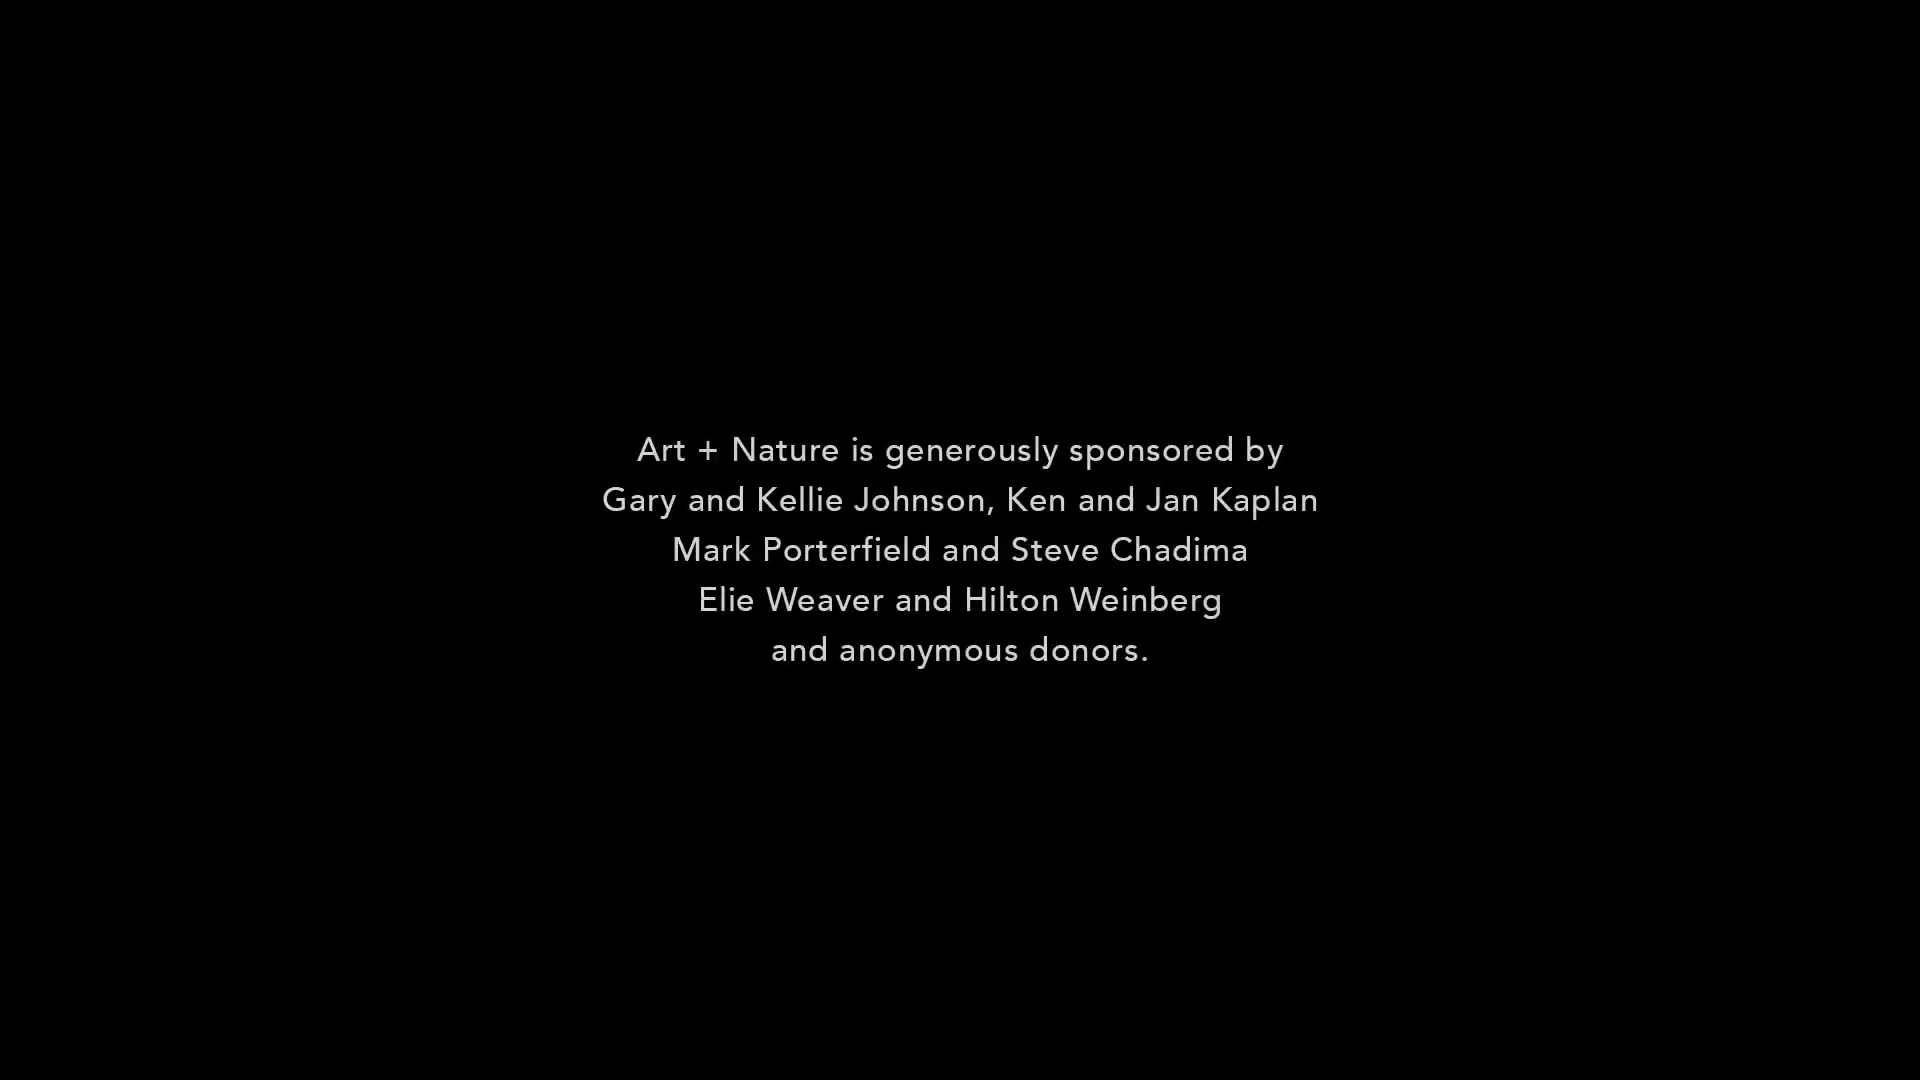 Art + Nature is generously sponsored by
Gary and Kellie Johnson, Ken and Jan Kaplan
Mark Porterfield and Steve Chadima
Elie Weaver and Hilton Weinberg
and anonymous donors.